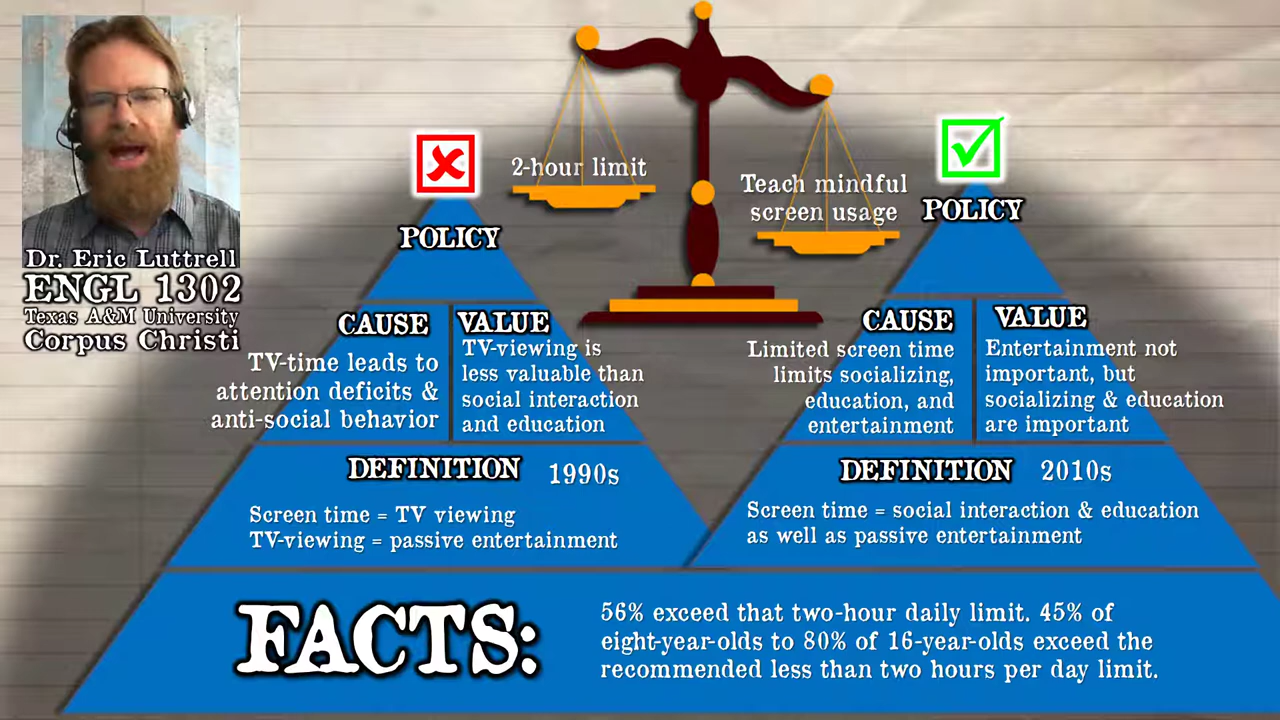 Dr. Eric Luttrell
ENGL 1302
Texas A&M University
Corpus Christi
2-hour limit
Teach mindful
screen usage
POLICY
CAUSE
TV-time leads to
attention deficits &
anti-social behavior
VALUE
TV-viewing is
less valuable than
social interaction
and education
DEFINITION 1990s
Screen time = TV viewing
TV-viewing = passive entertainment
POLICY
CAUSE
Limited screen time
limits socializing,
education, and
entertainment
VALUE
Entertainment not
important, but
socializing & education
are important
DEFINITION 2010s
Screen time = social interaction & education
as well as passive entertainment
FACTS:
56% exceed that two-hour daily limit. 45% of
eight-year-olds to 80% of 16-year-olds exceed the
recommended less than two hours per day limit.